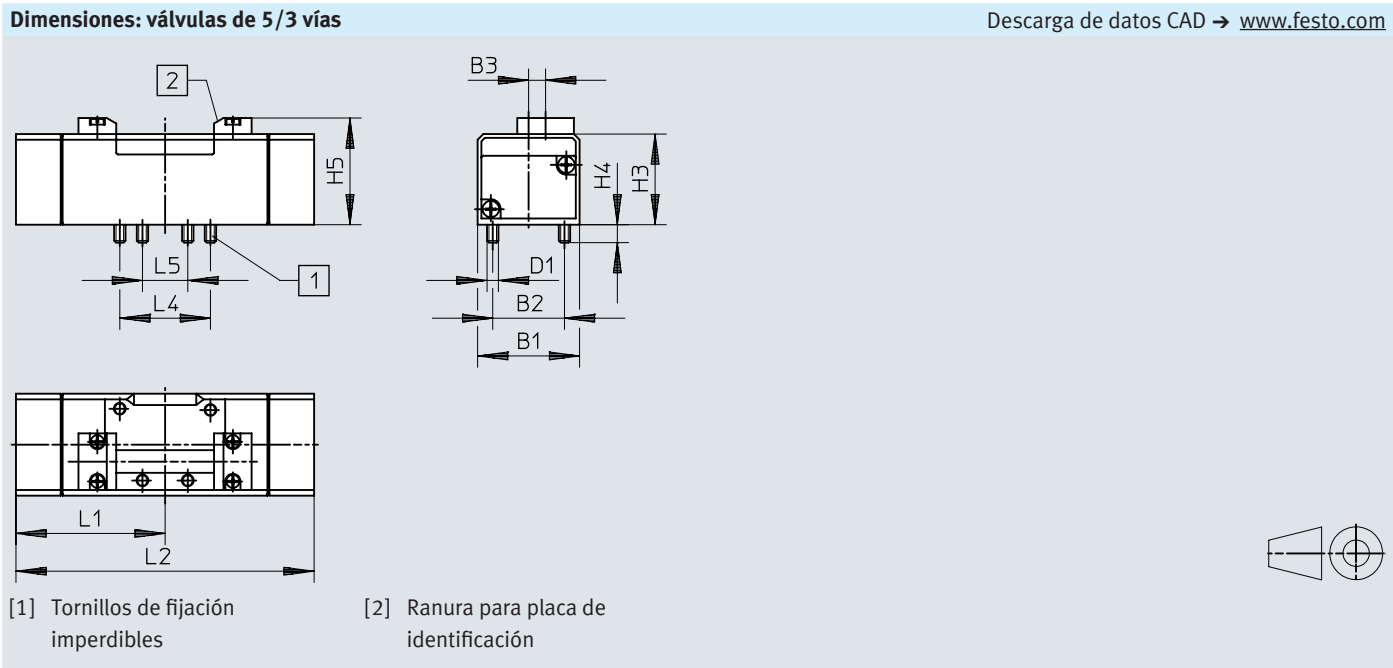 Dimensiones: válvulas de 5/3 vías
Descarga de datos CAD → www.festo.com
2
B3
H5
H4
H3
L5
1
D1
L4
B2
B1
L1
L2
[1] Tornillos de fijación
imperdibles
[2] Ranura para placa de
identificación